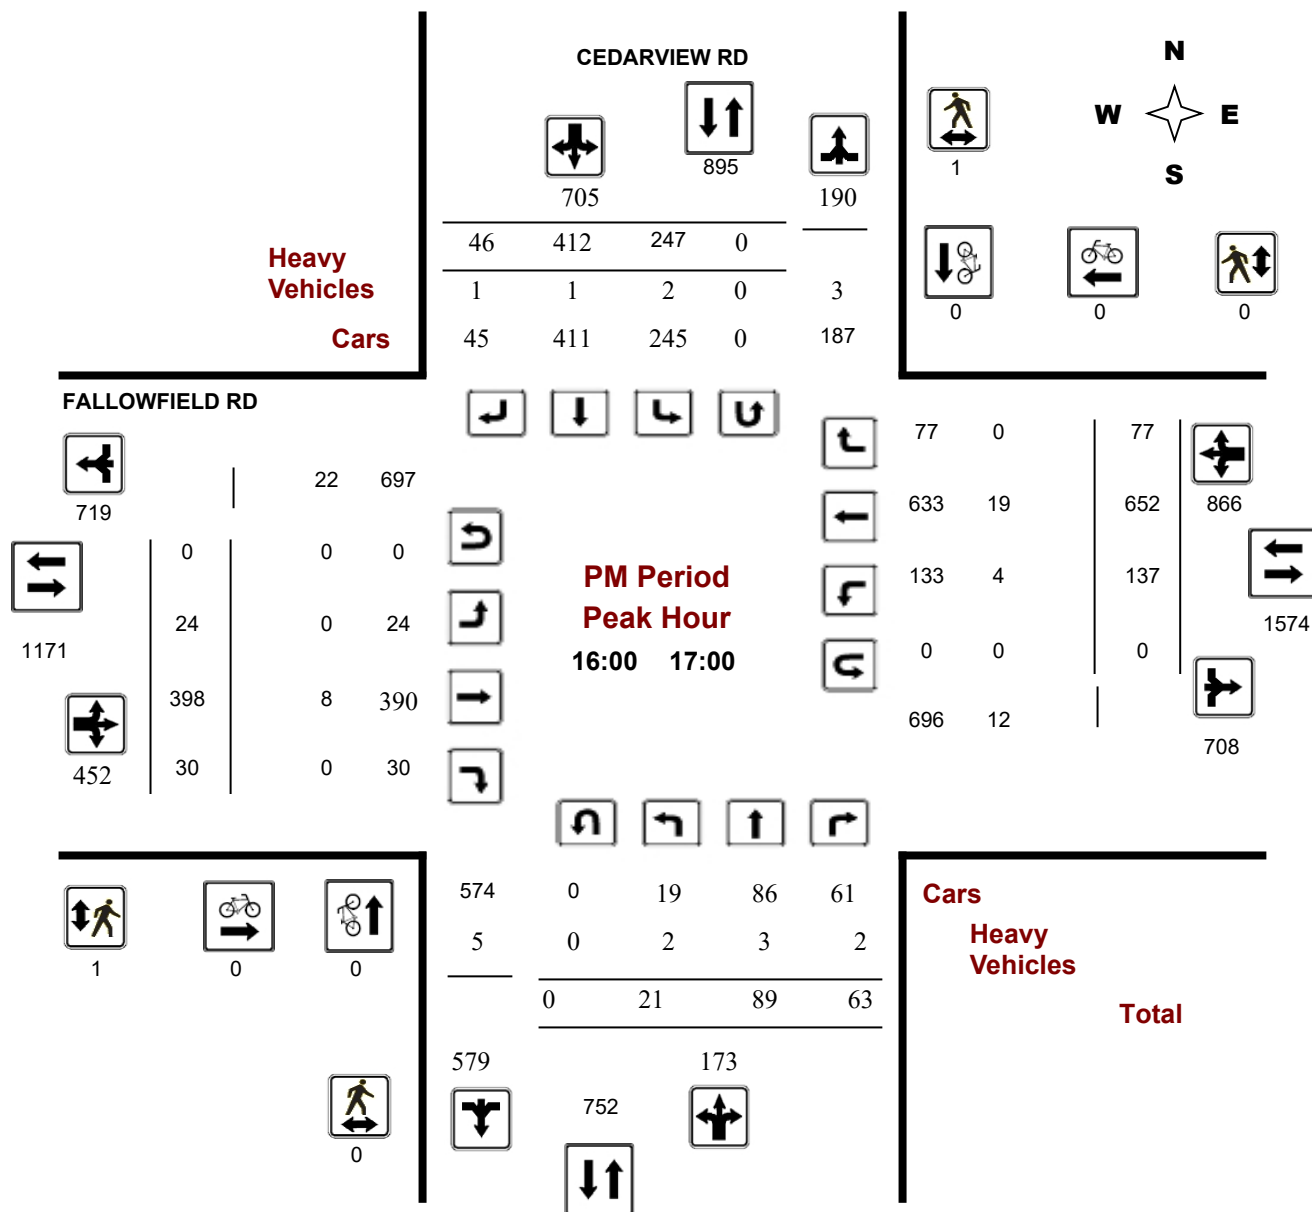 CEDARVIEW RD
N
W E
S
895
1
705 190
46 412 247 0
Heavy
Vehicles
1 1 2 0 3
Cars
45 411 245 0 187
0 0 0
FALLOWFIELD RD
77 0 77
22 697
719
633 19 652 866
0 0 0
PM Period
Peak Hour
16:00 17:00
133 4 137
24 0 24
1574
1171
0 0 0
398 8 390
696 12
708
452 30 0 30
574 0 19 86 61
Cars
5 0 2 3 2
Heavy
Vehicles
1 0 0
0 21 89 63
Total
579 173
752
0